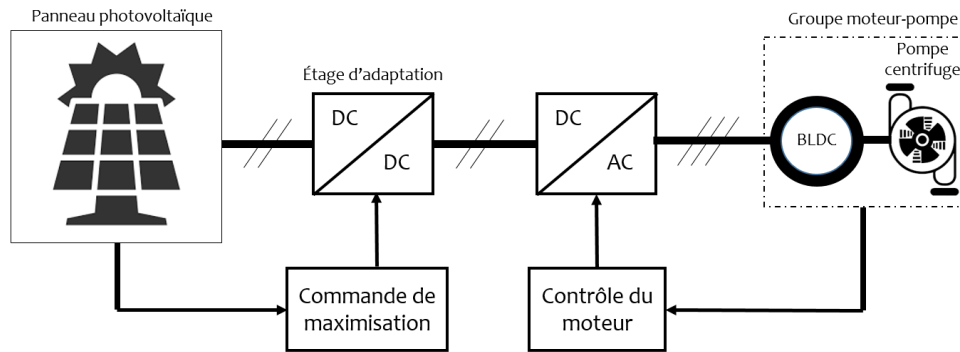 Panneau photovoltaïque
Groupe moteur-pompe
Pompe
centrifuge
Étage d'adaptation
DC
DC
DC
AC
BLDC
Commande de
maximisation
Contrôle du
moteur